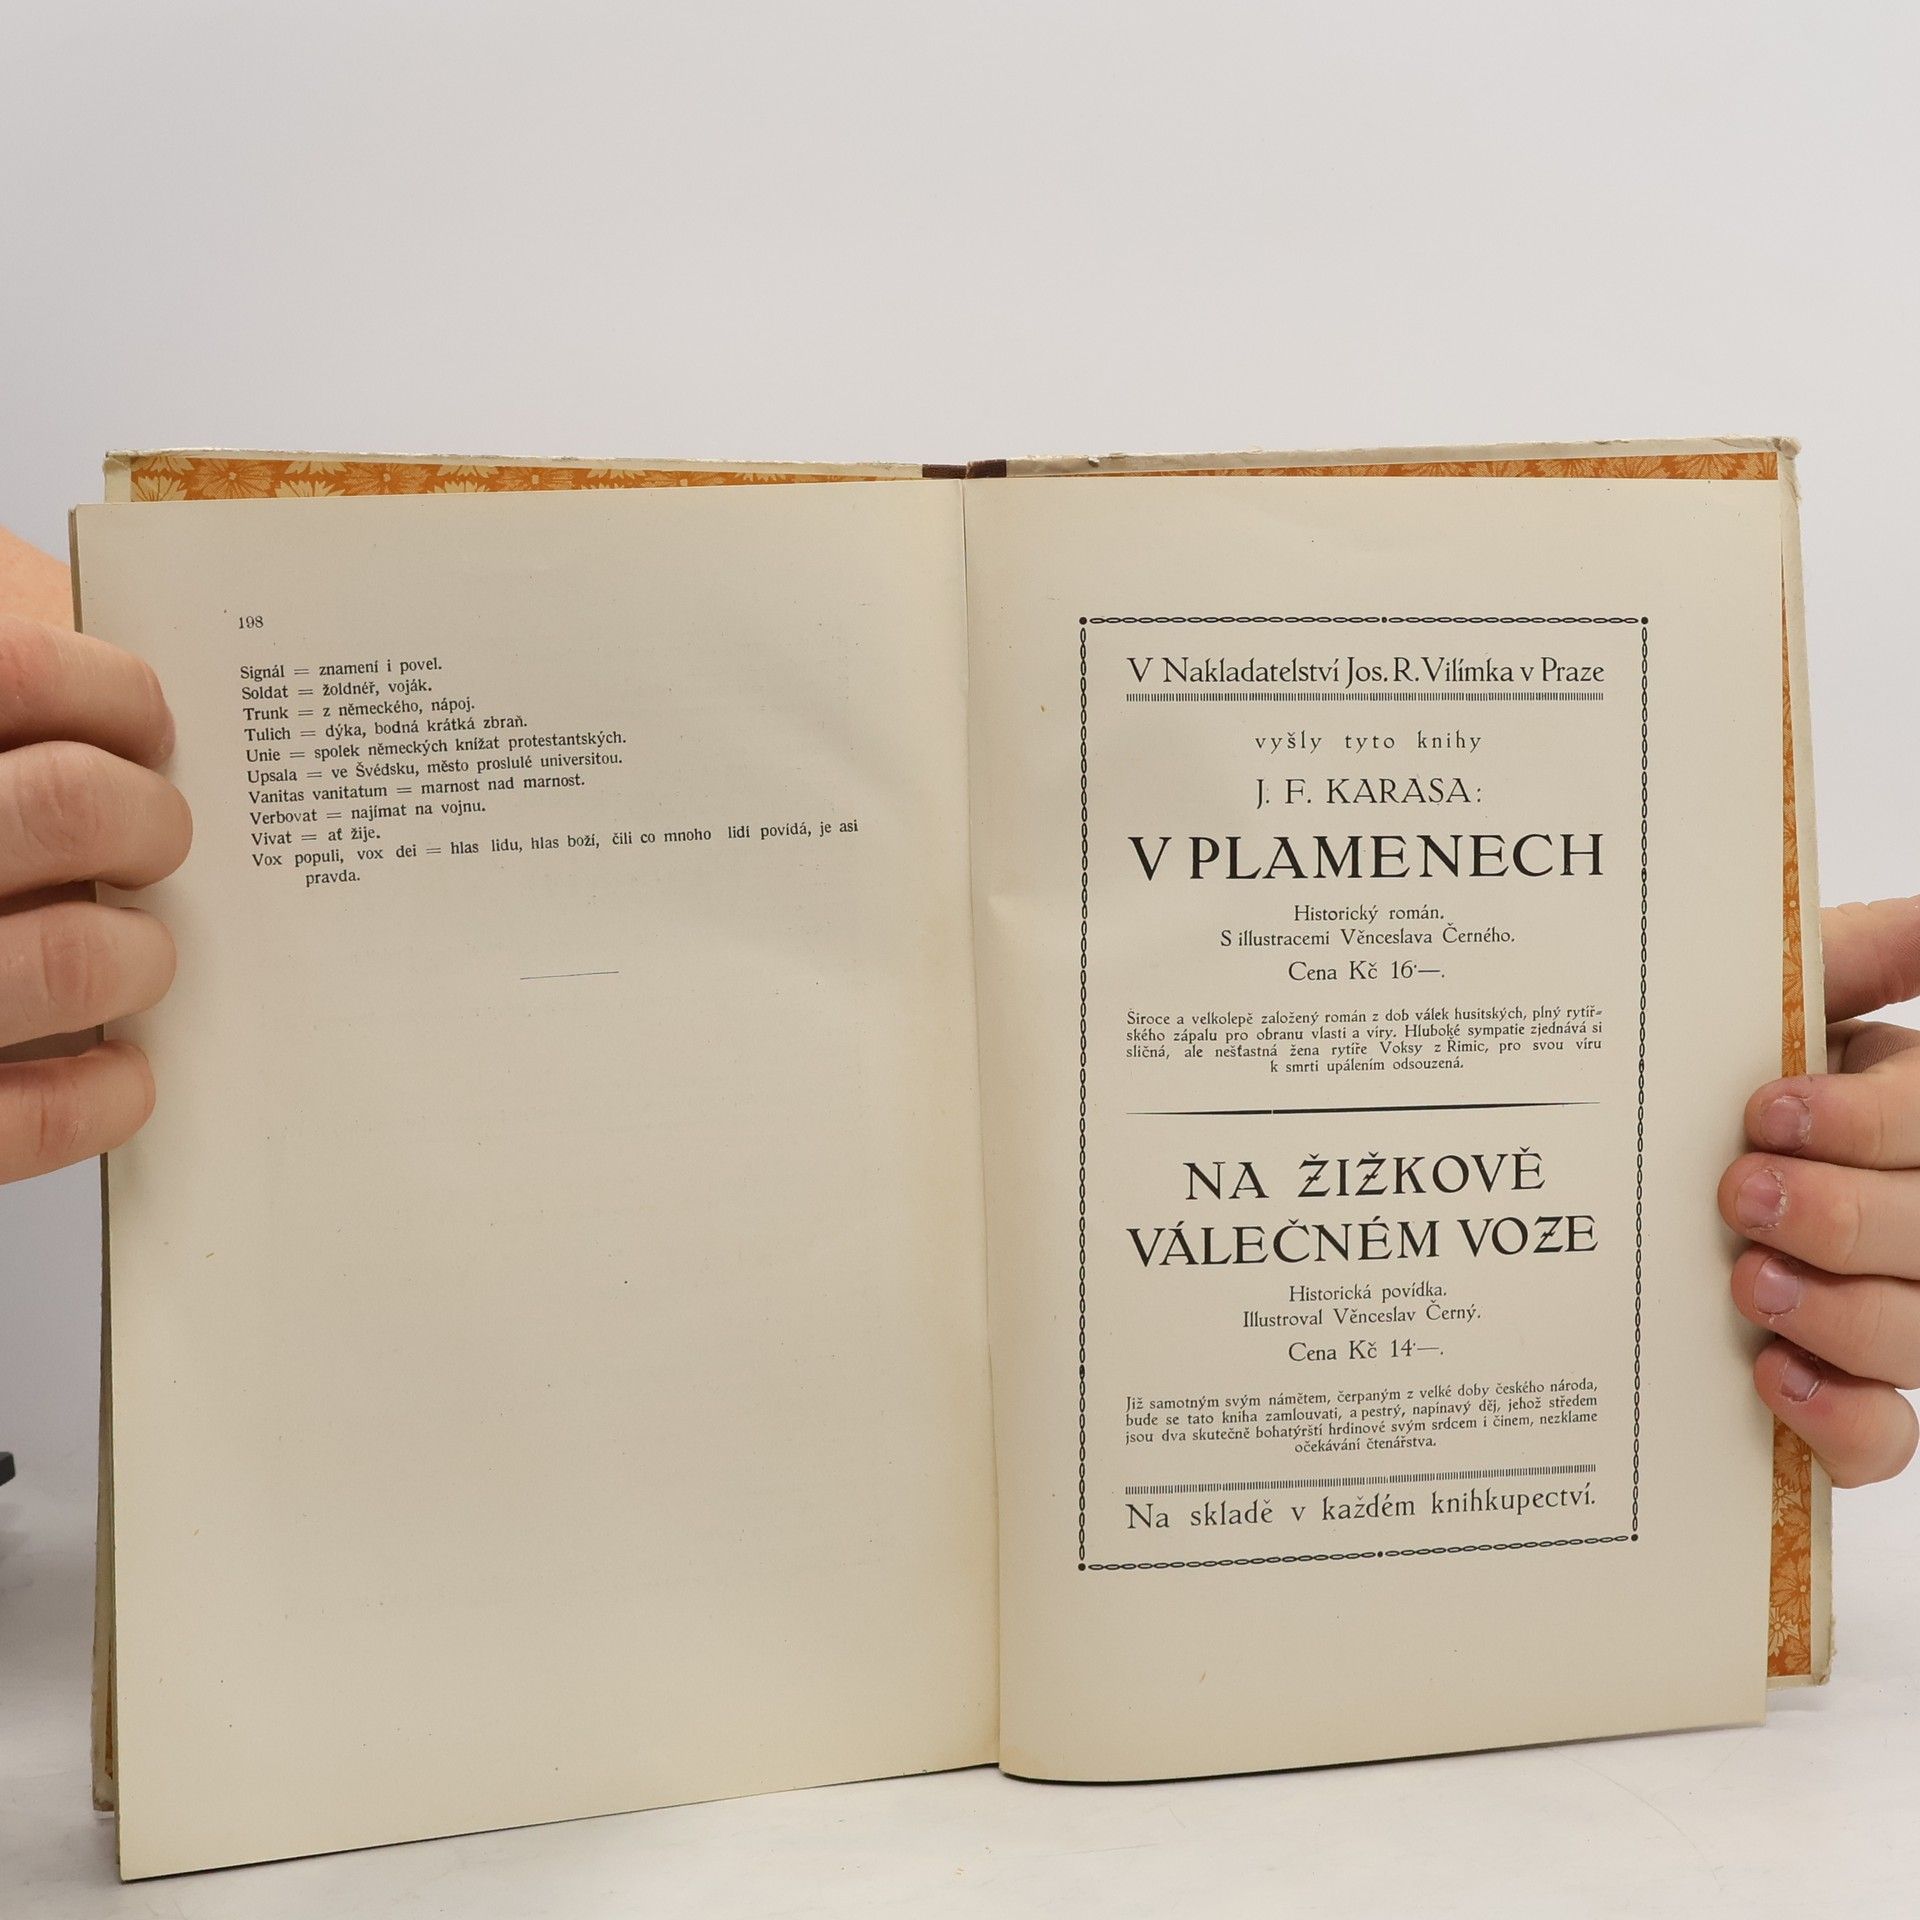 198
Signál = znamení i povel.
Soldat = žoldnéř, voják.
Trunk = z německého, nápoj.
Tulich = dýka, bodná krátká zbraň.
Unie = spolek německých knížat protestantských.
Upsala = ve Švédsku, město proslulé universitou.
Vanitas vanitatum = marnost nad marnost.
Verbovat = najímat na vojnu.
Vivat = ať žije.
Vox populi, vox dei = hlas lidu, hlas boží, čili co mnoho lidí povídá, je asi
pravda.
V Nakladatelství Jos. R. Vilímka v Praze
vyšly tyto knihy
J. F. KARASA:
V PLAMENECH
Historický román.
S illustracemi Věnceslava Černého.
Cena Kč 16·—.
Široce a velkolepě založený román z dob válek husitských, plný rytíř-
ského zápalu pro obranu vlasti a víry. Hluboké sympatie zjednává si
sličná, ale nešťastná žena rytíře Voksy z Řimic, pro svou víru
k smrti upálením odsouzená.
NA ŽIŽKOVĚ
VÁLEČNÉM VOZE
Historická povídka.
Illustroval Věnceslav Černý.
Cena Kč 14·—.
Již samotným svým námětem, čerpaným z velké doby českého národa,
bude se tato kniha zamlouvati, a pestrý, napínavý děj, jehož středem
jsou dva skutečně bohatýrští hrdinové svým srdcem i činem, nezklame
očekávání čtenářstva.
Na skladě v každém knihkupectví.